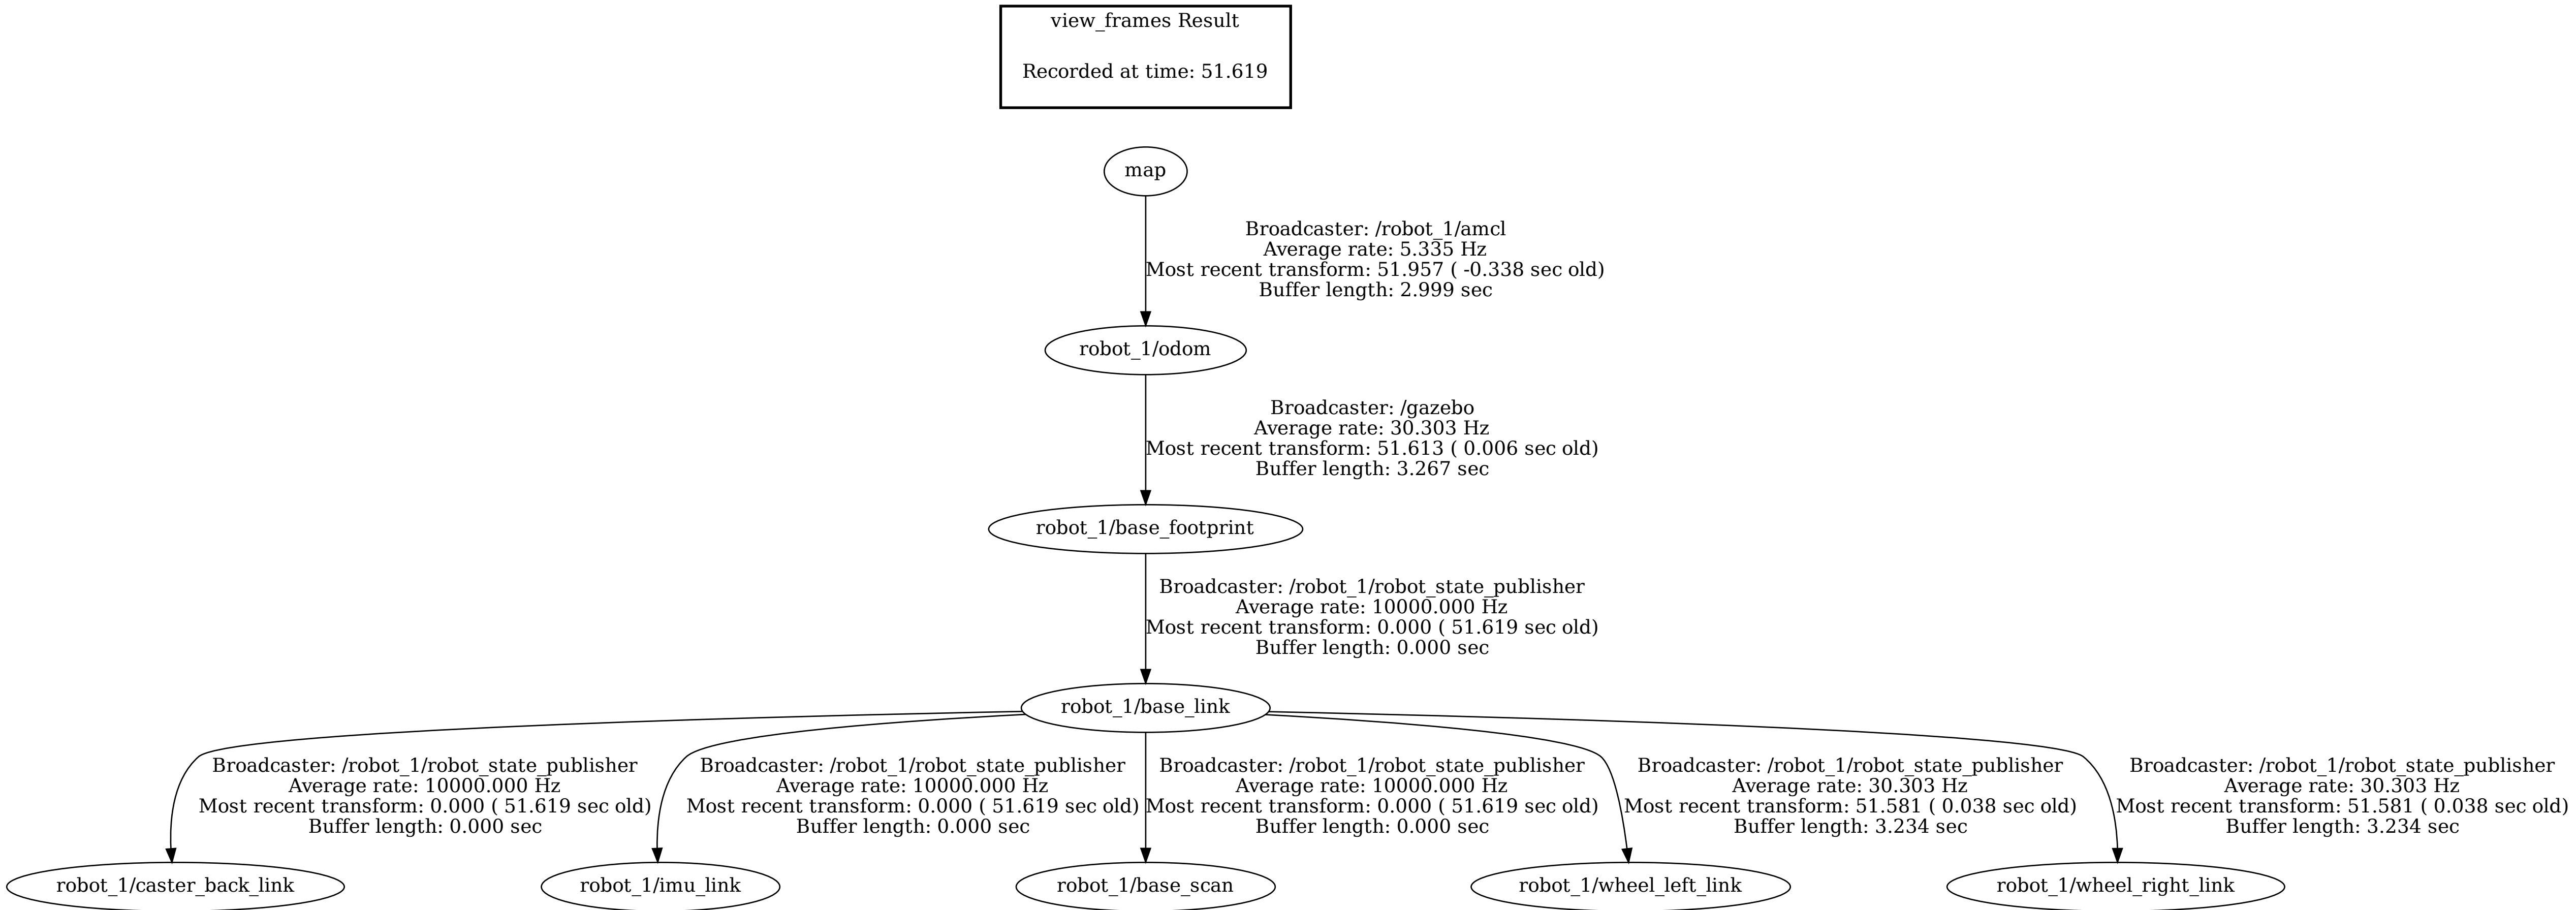 view_frames Result
Recorded at time: 51.619
map
Broadcaster: /robot_1/amcl
Average rate: 5.335 Hz
Most recent transform: 51.957 ( -0.338 sec old)
Buffer length: 2.999 sec
robot_1/odom
Broadcaster: /gazebo
Average rate: 30.303 Hz
Most recent transform: 51.613 ( 0.006 sec old)
Buffer length: 3.267 sec
robot_1/base_footprint
Broadcaster: /robot_1/robot_state_publisher
Average rate: 10000.000 Hz
Most recent transform: 0.000 ( 51.619 sec old)
Buffer length: 0.000 sec
robot_1/base_link
Broadcaster: /robot_1/robot_state_publisher
Average rate: 10000.000 Hz
Most recent transform: 0.000 ( 51.619 sec old)
Buffer length: 0.000 sec
Broadcaster: /robot_1/robot_state_publisher
Average rate: 10000.000 Hz
Most recent transform: 0.000 ( 51.619 sec old)
Buffer length: 0.000 sec
Broadcaster: /robot_1/robot_state_publisher
Average rate: 10000.000 Hz
Most recent transform: 0.000 ( 51.619 sec old)
Buffer length: 0.000 sec
Broadcaster: /robot_1/robot_state_publisher
Average rate: 30.303 Hz
Most recent transform: 51.581 ( 0.038 sec old)
Buffer length: 3.234 sec
Broadcaster: /robot_1/robot_state_publisher
Average rate: 30.303 Hz
Most recent transform: 51.581 ( 0.038 sec old)
Buffer length: 3.234 sec
robot_1/caster_back_link
robot_1/imu_link
robot_1/base_scan
robot_1/wheel_left_link
robot_1/wheel_right_link